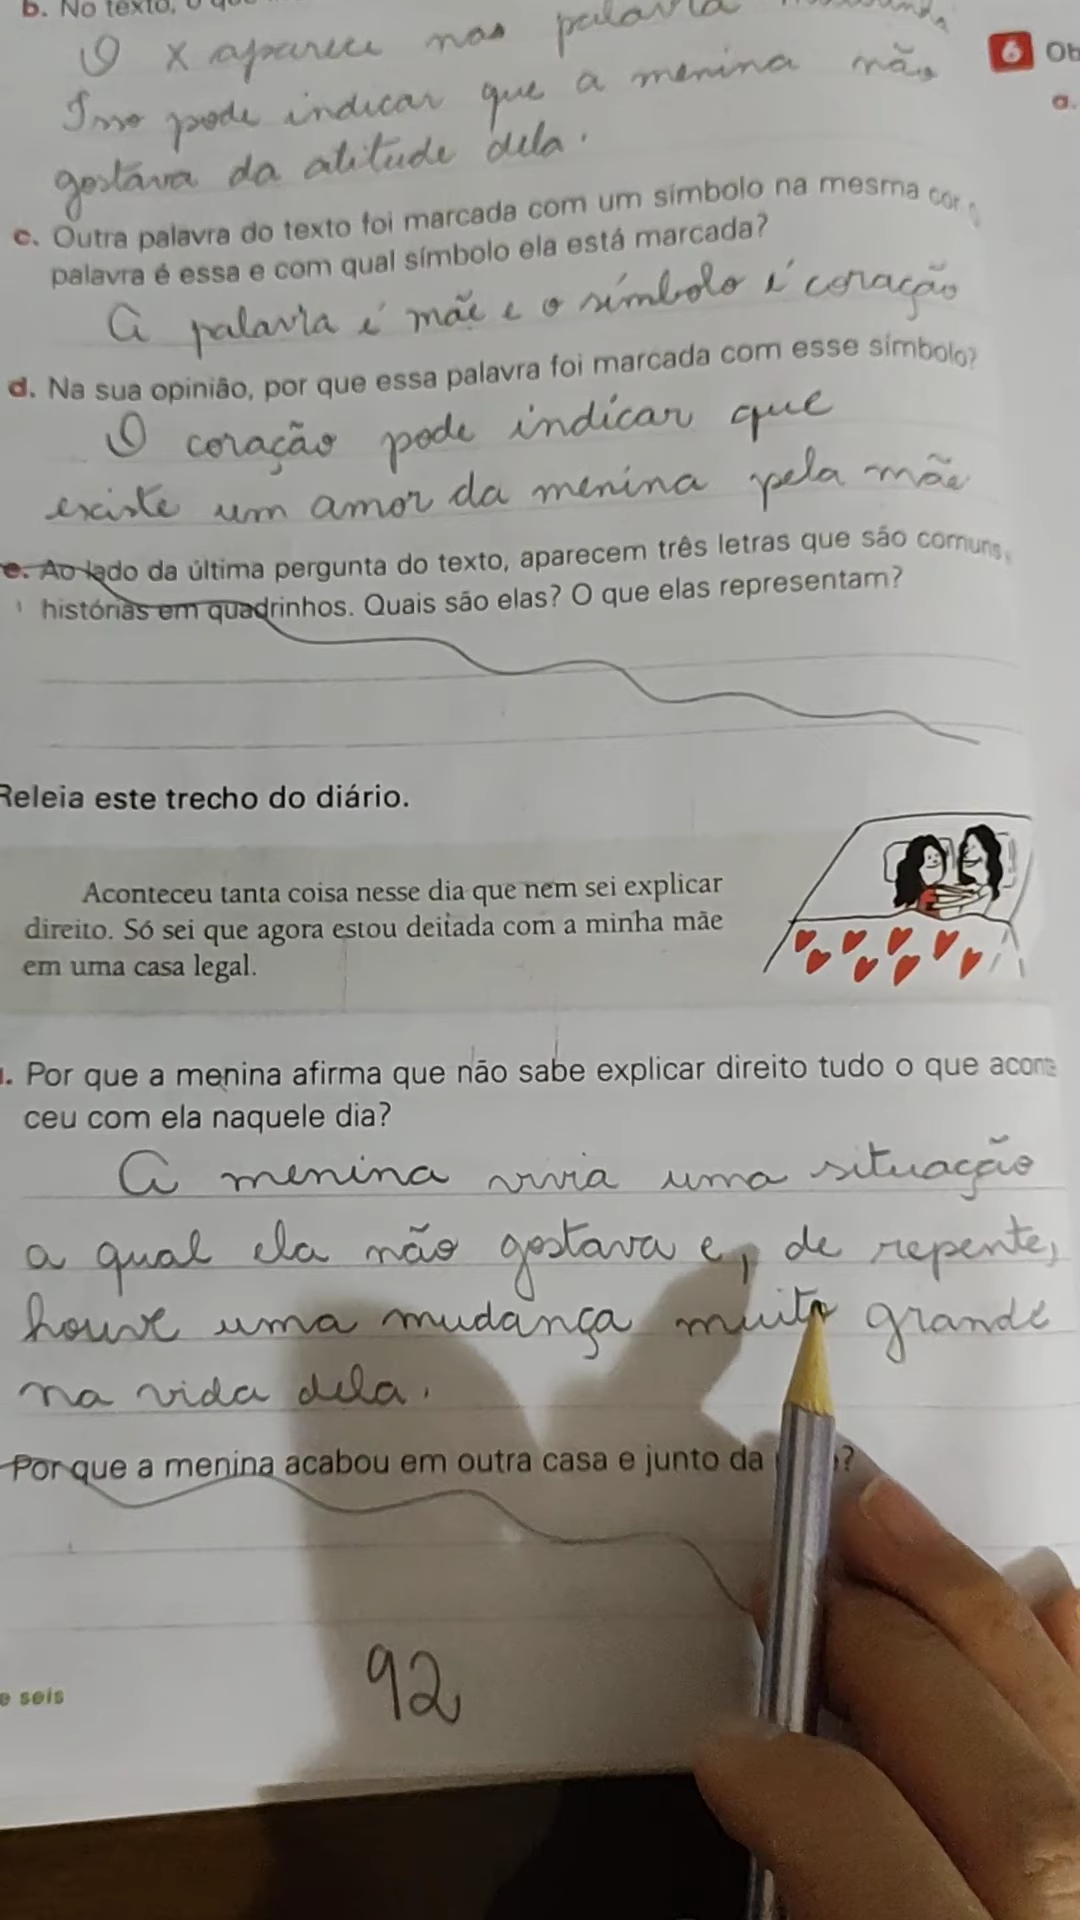 b. No texto, o
O x aparece nas palavra
6 Ob
Isso pode indicar que a menina não
a.
gostava da atitude dela.
c. Outra palavra do texto foi marcada com um símbolo na mesma cor
palavra é essa e com qual símbolo ela está marcada?
A palavra é mãe e o símbolo é coração
d. Na sua opinião, por que essa palavra foi marcada com esse símbolo?
O coração pode indicar que
existe um amor da menina pela mãe
e. Ao lado da última pergunta do texto, aparecem três letras que são comuns
histórias em quadrinhos. Quais são elas? O que elas representam?
Releia este trecho do diário.
Aconteceu tanta coisa nesse dia que nem sei explicar
direito. Só sei que agora estou deitada com a minha mãe
em uma casa legal.
. Por que a menina afirma que não sabe explicar direito tudo o que aconte
ceu com ela naquele dia?
A menina vivia uma situação
a qual ela não gostava e, de repente,
houve uma mudança muito grande
na vida dela.
Por que a menina acabou em outra casa e junto da ?
92
e seis